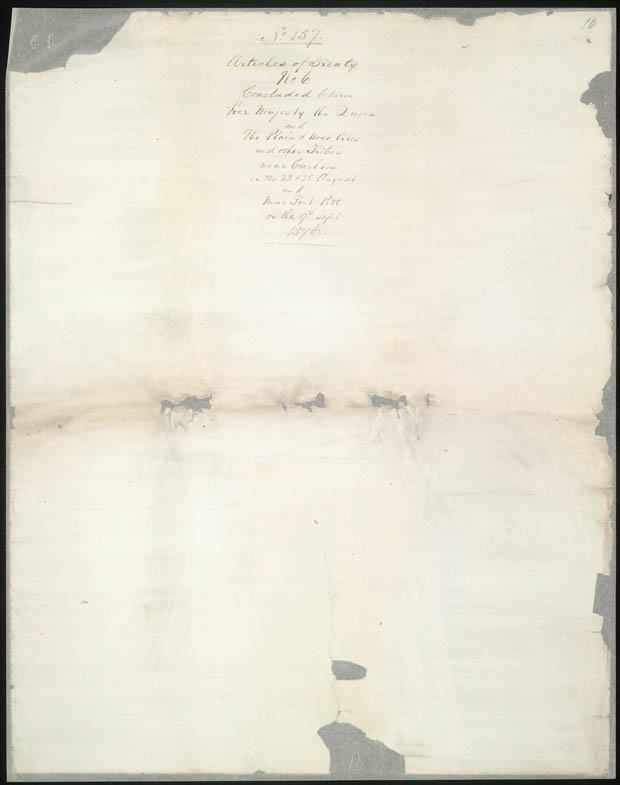 16
No 157.
Articles of Treaty
No 6
Concluded between
Her Majesty the Queen
and
The Plain & Wood Crees
and other Tribes
near Carlton
on the 23 & 28 August
and
Near Fort Pitt
on the 9th Sept.
1876.